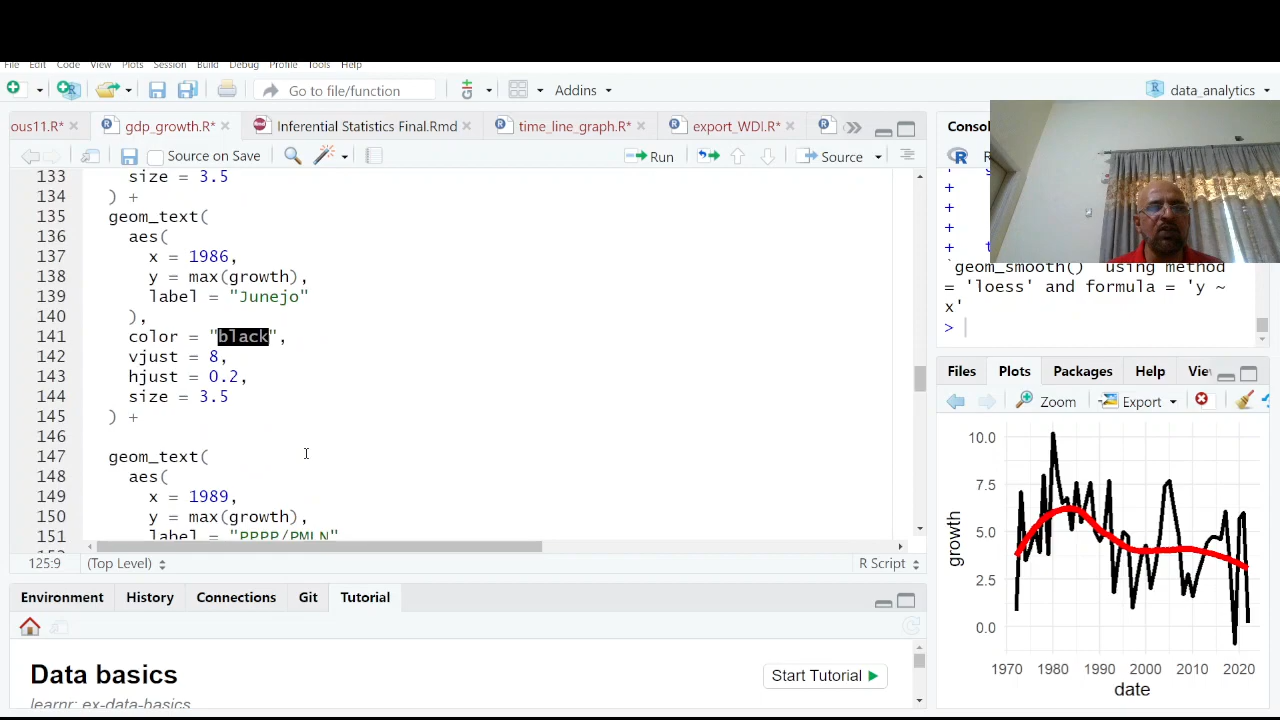 File Edit Code View Plots Session Build Debug Profile Tools Help
Go to file/function
Addins
data_analytics
ous11.R*
gdp_growth.R*
Inferential Statistics Final.Rmd
time_line_graph.R*
export_WDI.R*
Source on Save
Run
Source
133 size = 3.5
134 ) +
135 geom_text(
136 aes(
137 x = 1986,
138 y = max(growth),
139 label = "Junejo"
140 ),
141 color = "black",
142 vjust = 8,
143 hjust = 0.2,
144 size = 3.5
145 ) +
146
147 geom_text(
148 aes(
149 x = 1989,
150 y = max(growth),
151 label = "PPPP/PMLN"
125:9 (Top Level) R Script
Environment History Connections Git Tutorial
Data basics
learnr: ex-data-basics
Start Tutorial
Consol
+
+
+
+
`geom_smooth()` using method
= 'loess' and formula = 'y ~
x'
>
Files Plots Packages Help Vie
Zoom Export
10.0
7.5
5.0
2.5
0.0
growth
1970 1980 1990 2000 2010 2020
date